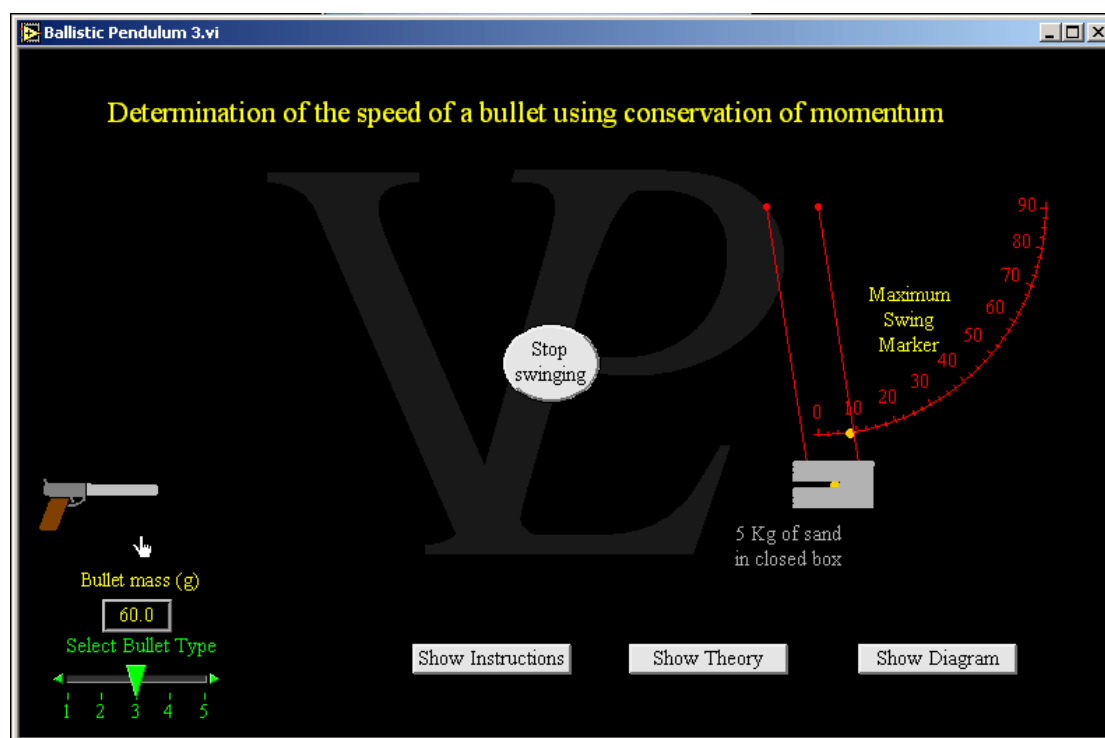 Ballistic Pendulum 3.vi
Determination of the speed of a bullet using conservation of momentum
VPL
90
80
70
60
50
40
30
20
10
0
Maximum
Swing
Marker
Stop
swinging
5 Kg of sand
in closed box
Bullet mass (g)
60.0
Select Bullet Type
1 2 3 4 5
Show Instructions
Show Theory
Show Diagram